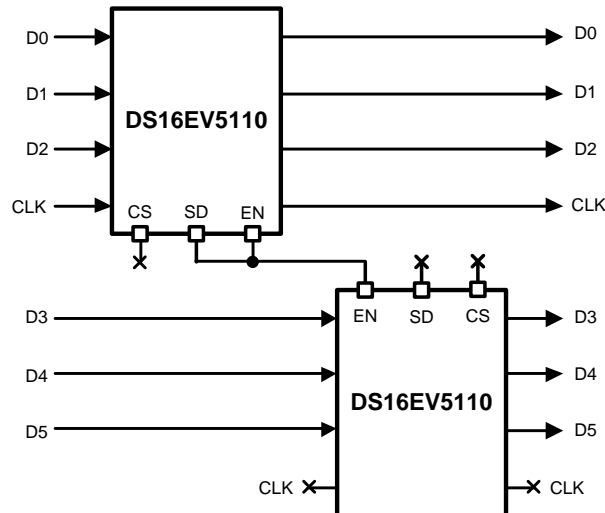 D0 D0
D1 D1
DS16EV5110
D2 D2
CLK CLK
CS SD EN
D3 EN SD CS D3
D4 D4
DS16EV5110
D5 D5
CLK CLK